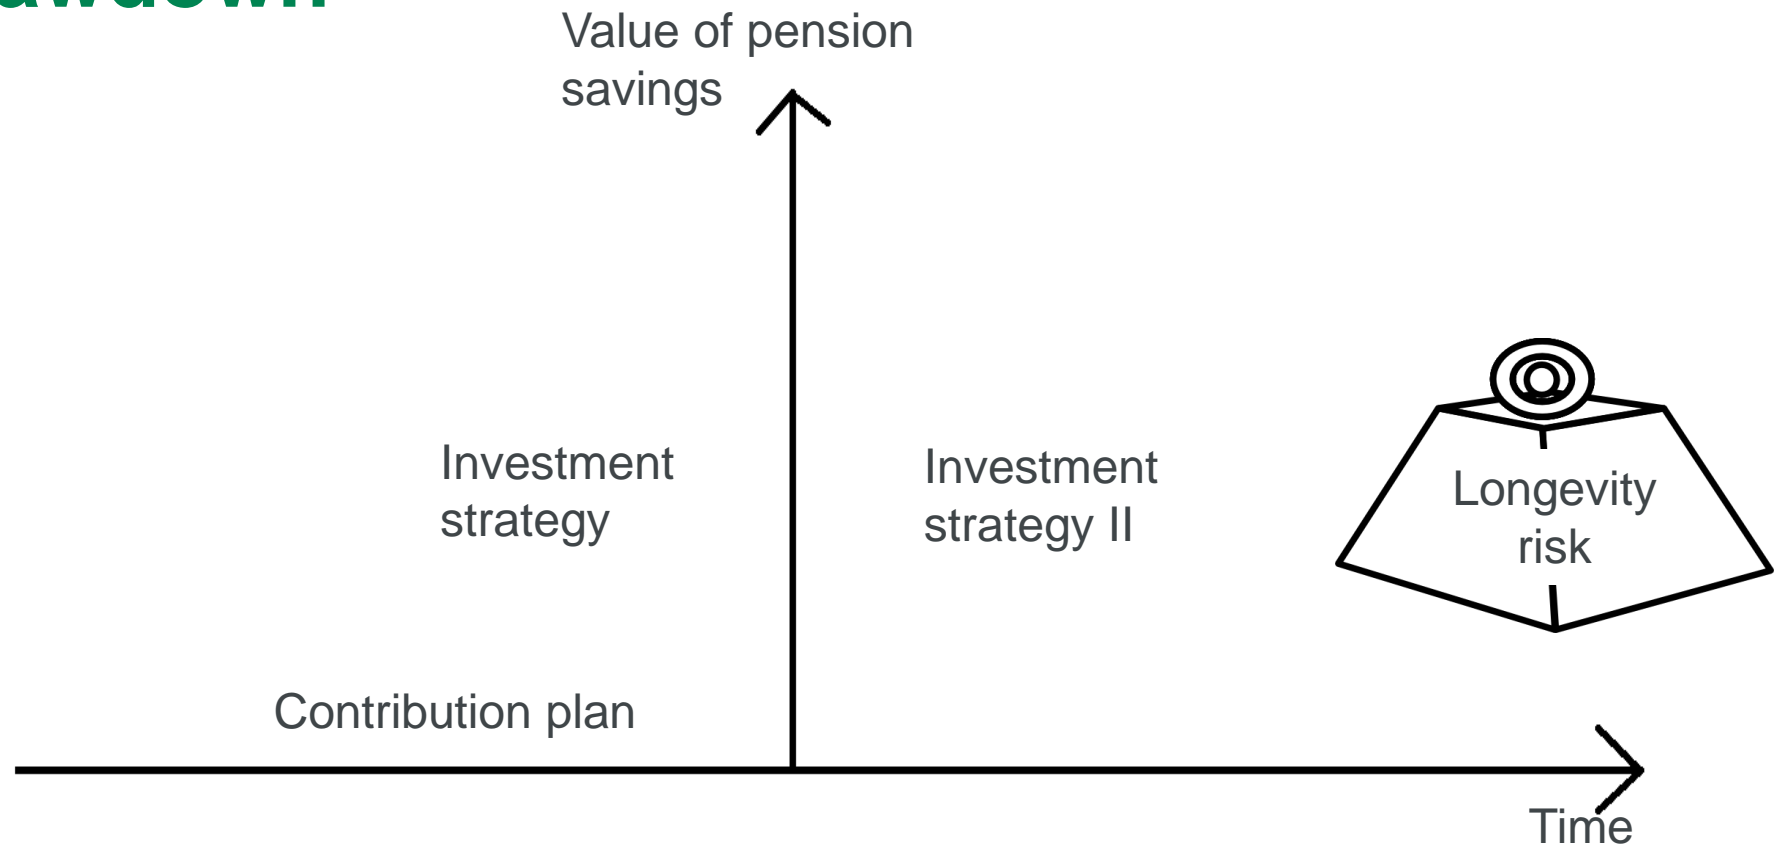 Value of pension
savings
Investment
strategy
Investment
strategy II
Longevity
risk
Contribution plan
Time